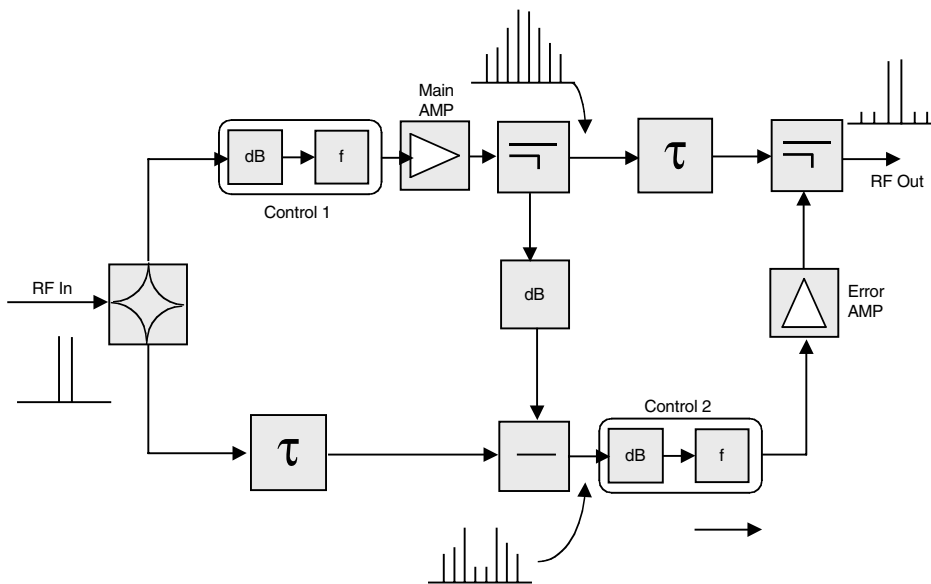 Main
AMP
dB
f
τ
Control 1
RF Out
RF In
dB
Error
AMP
Control 2
τ
dB
f